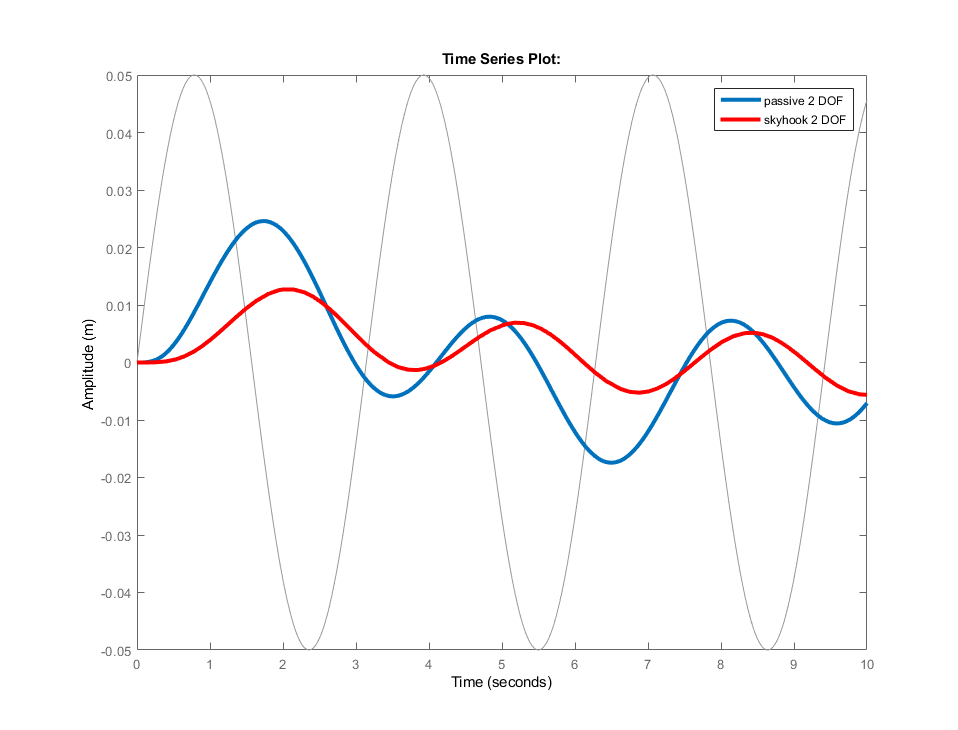 Time Series Plot:
passive 2 DOF
skyhook 2 DOF
Amplitude (m)
0.05
0.04
0.03
0.02
0.01
0
-0.01
-0.02
-0.03
-0.04
-0.05
0 1 2 3 4 5 6 7 8 9 10
Time (seconds)